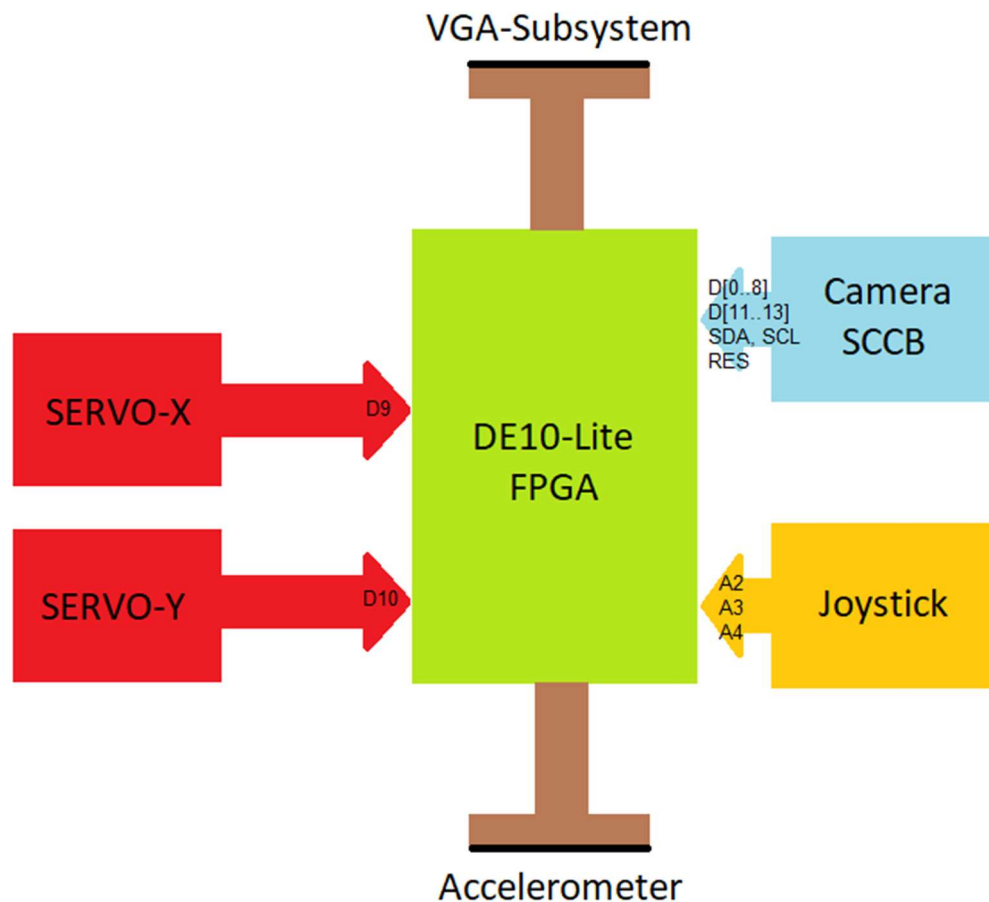 VGA-Subsystem
D[0..8]
D[11..13]
SDA, SCL
RES
Camera
SCCB
SERVO-X
D9
DE10-Lite
FPGA
SERVO-Y
D10
A2
A3
A4
Joystick
Accelerometer